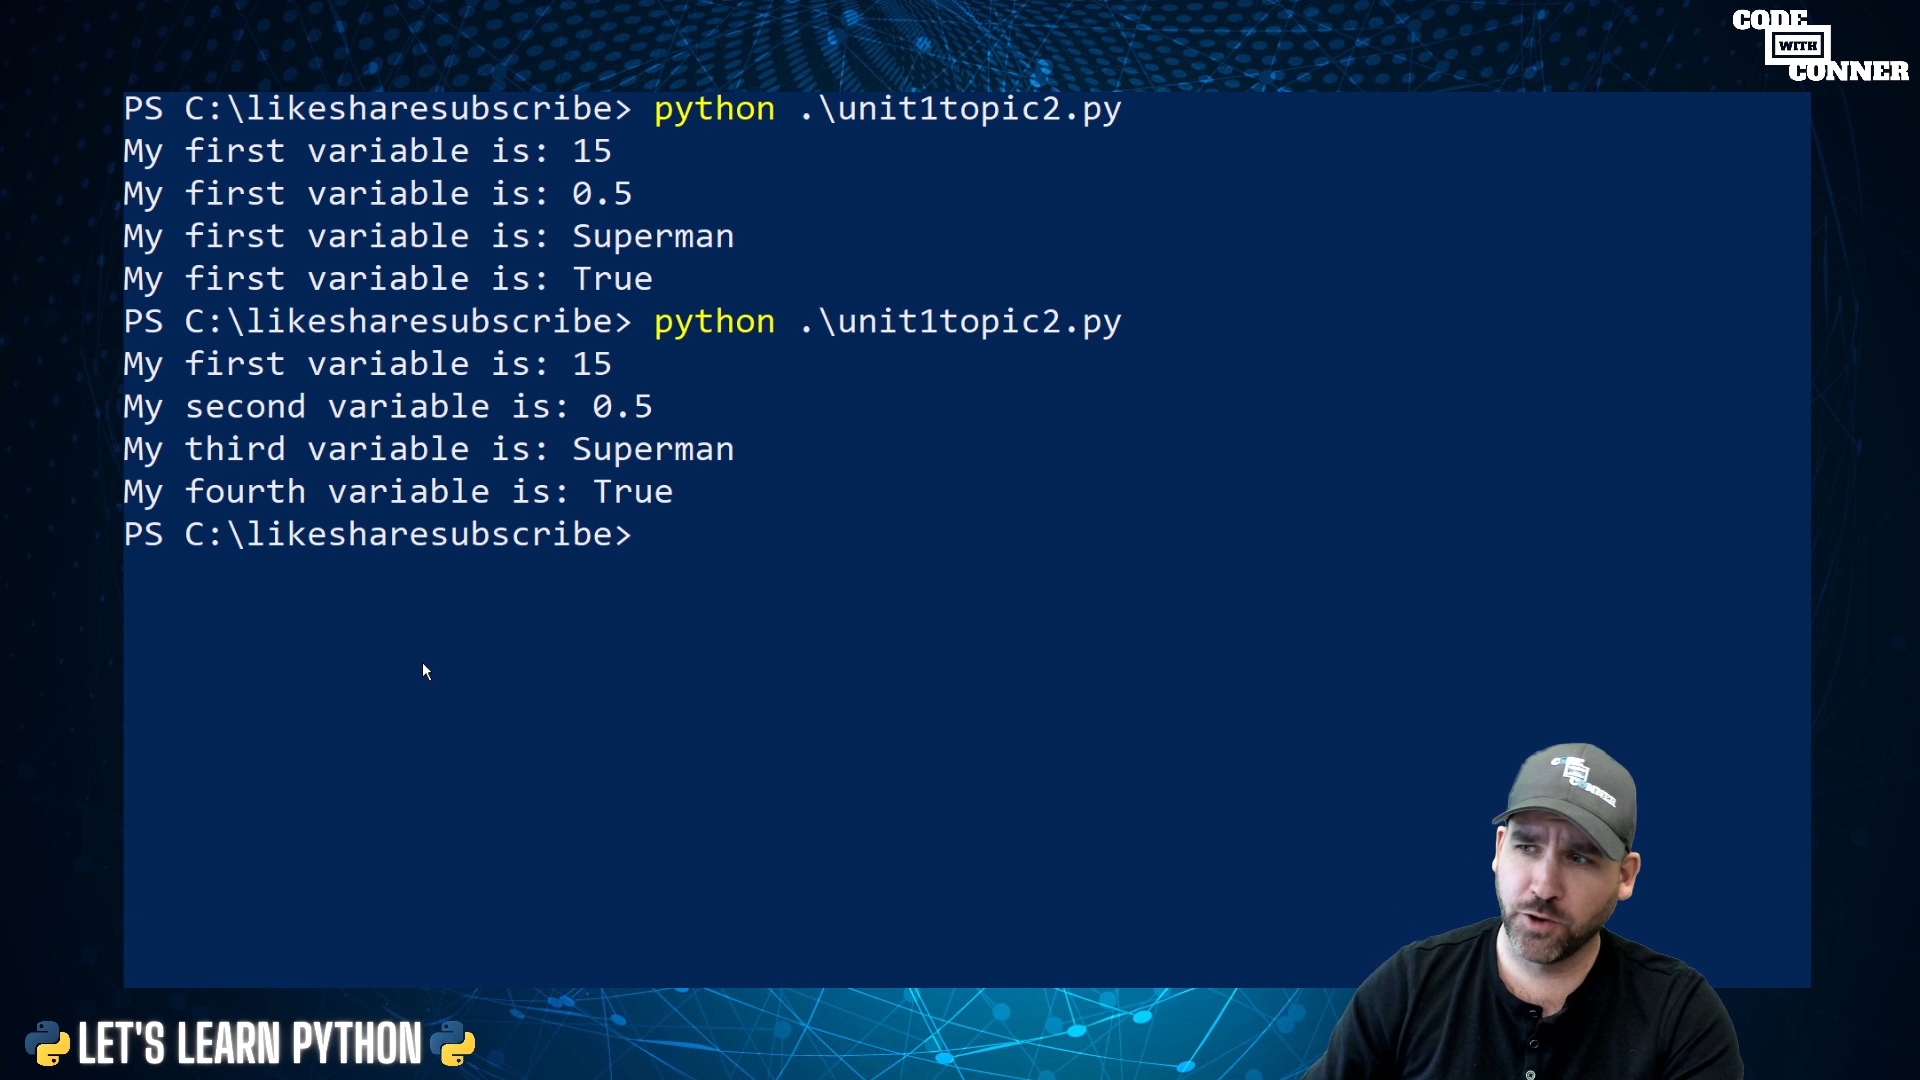 CODE
WITH
CONNER
PS C:\likesharesubscribe> python .\unit1topic2.py
My first variable is: 15
My first variable is: 0.5
My first variable is: Superman
My first variable is: True
PS C:\likesharesubscribe> python .\unit1topic2.py
My first variable is: 15
My second variable is: 0.5
My third variable is: Superman
My fourth variable is: True
PS C:\likesharesubscribe>
CONNER
LET'S LEARN PYTHON